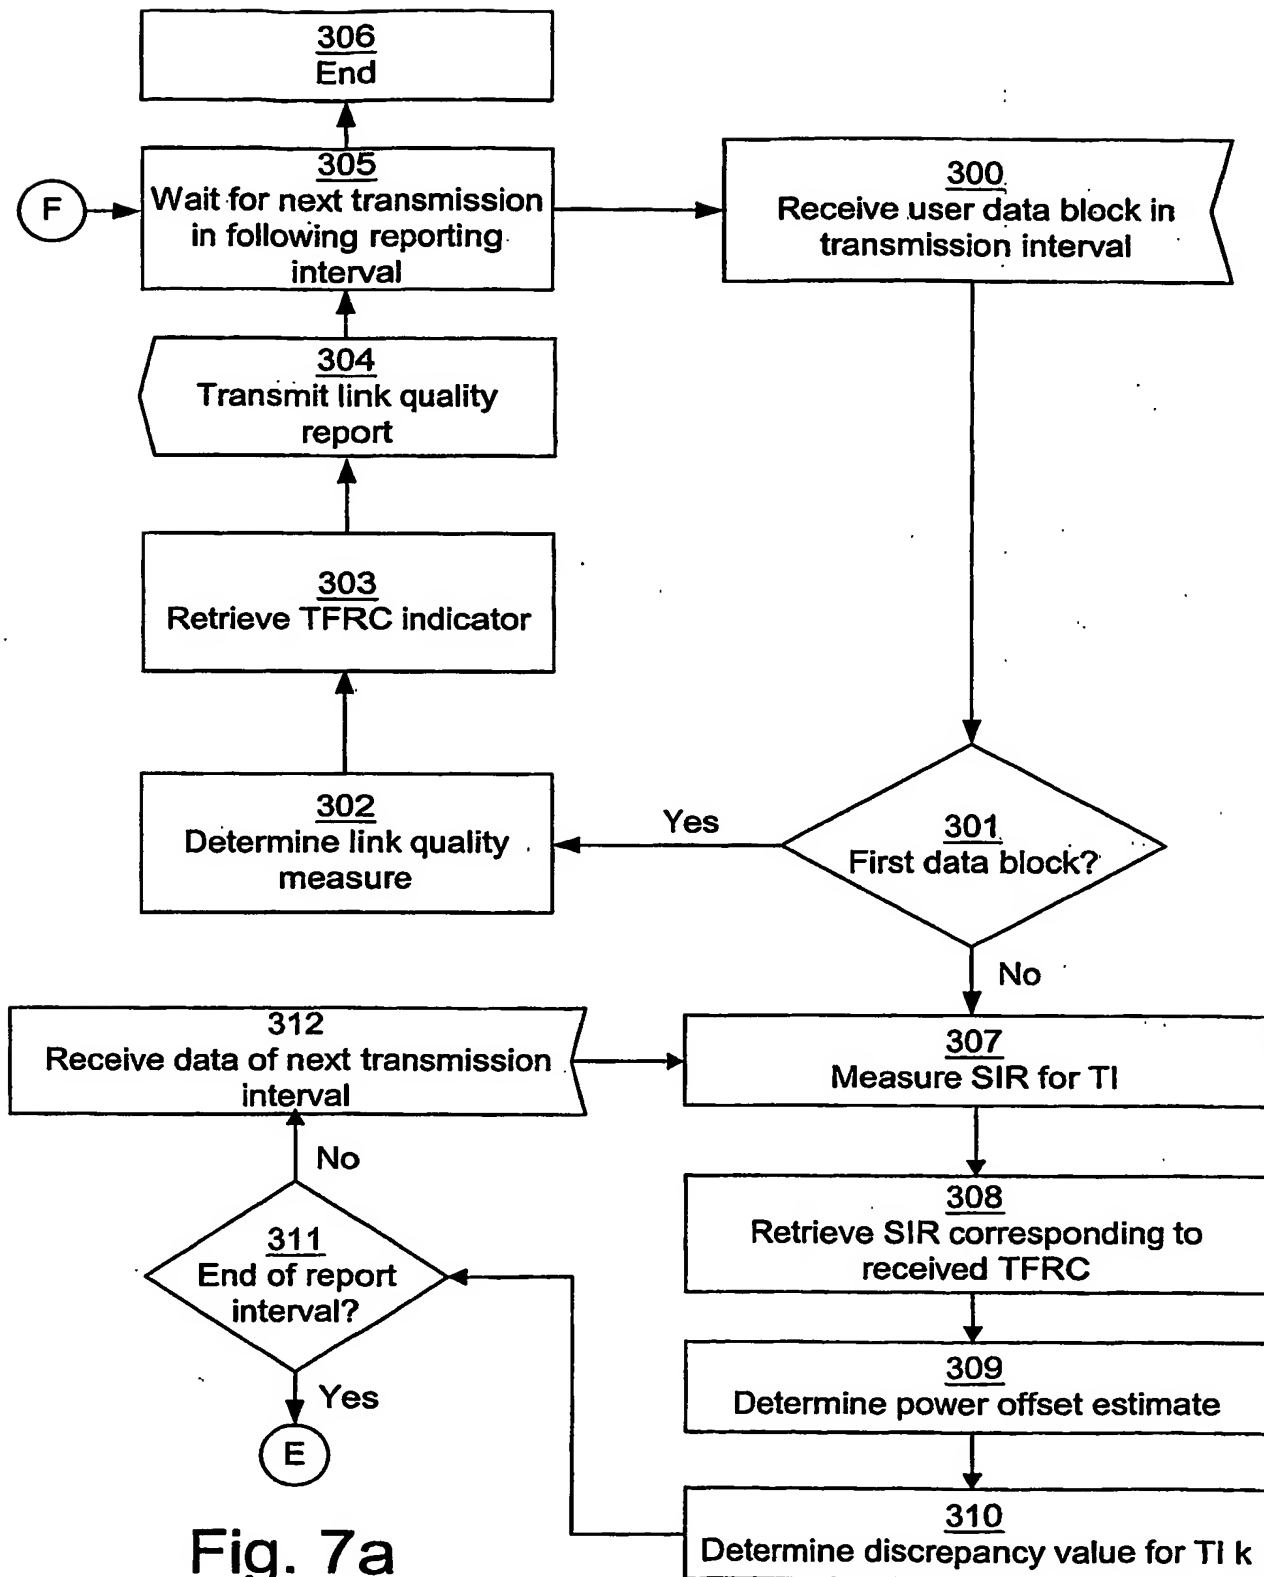 306
End
305
Wait for next transmission
in following reporting
interval
F
300
Receive user data block in
transmission interval
304
Transmit link quality
report
303
Retrieve TFRC indicator
302
Determine link quality
measure
Yes
301
First data block?
No
312
Receive data of next transmission
interval
307
Measure SIR for TI
No
308
Retrieve SIR corresponding to
received TFRC
311
End of report
interval?
309
Determine power offset estimate
Yes
E
310
Determine discrepancy value for TI k
Fig. 7a